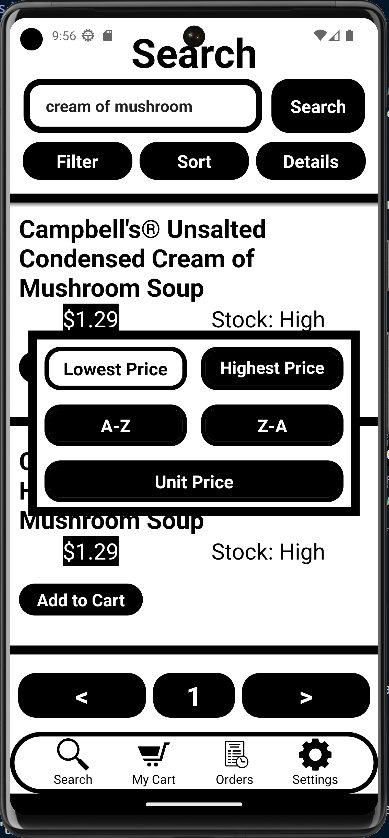 9:56
Search
cream of mushroom
Search
Filter
Sort
Details
Campbell's® Unsalted
Condensed Cream of
Mushroom Soup
$1.29
Stock: High
Lowest Price
Highest Price
A-Z
Z-A
Unit Price
Mushroom Soup
$1.29
Stock: High
Add to Cart
<
1
>
Search
My Cart
Orders
Settings